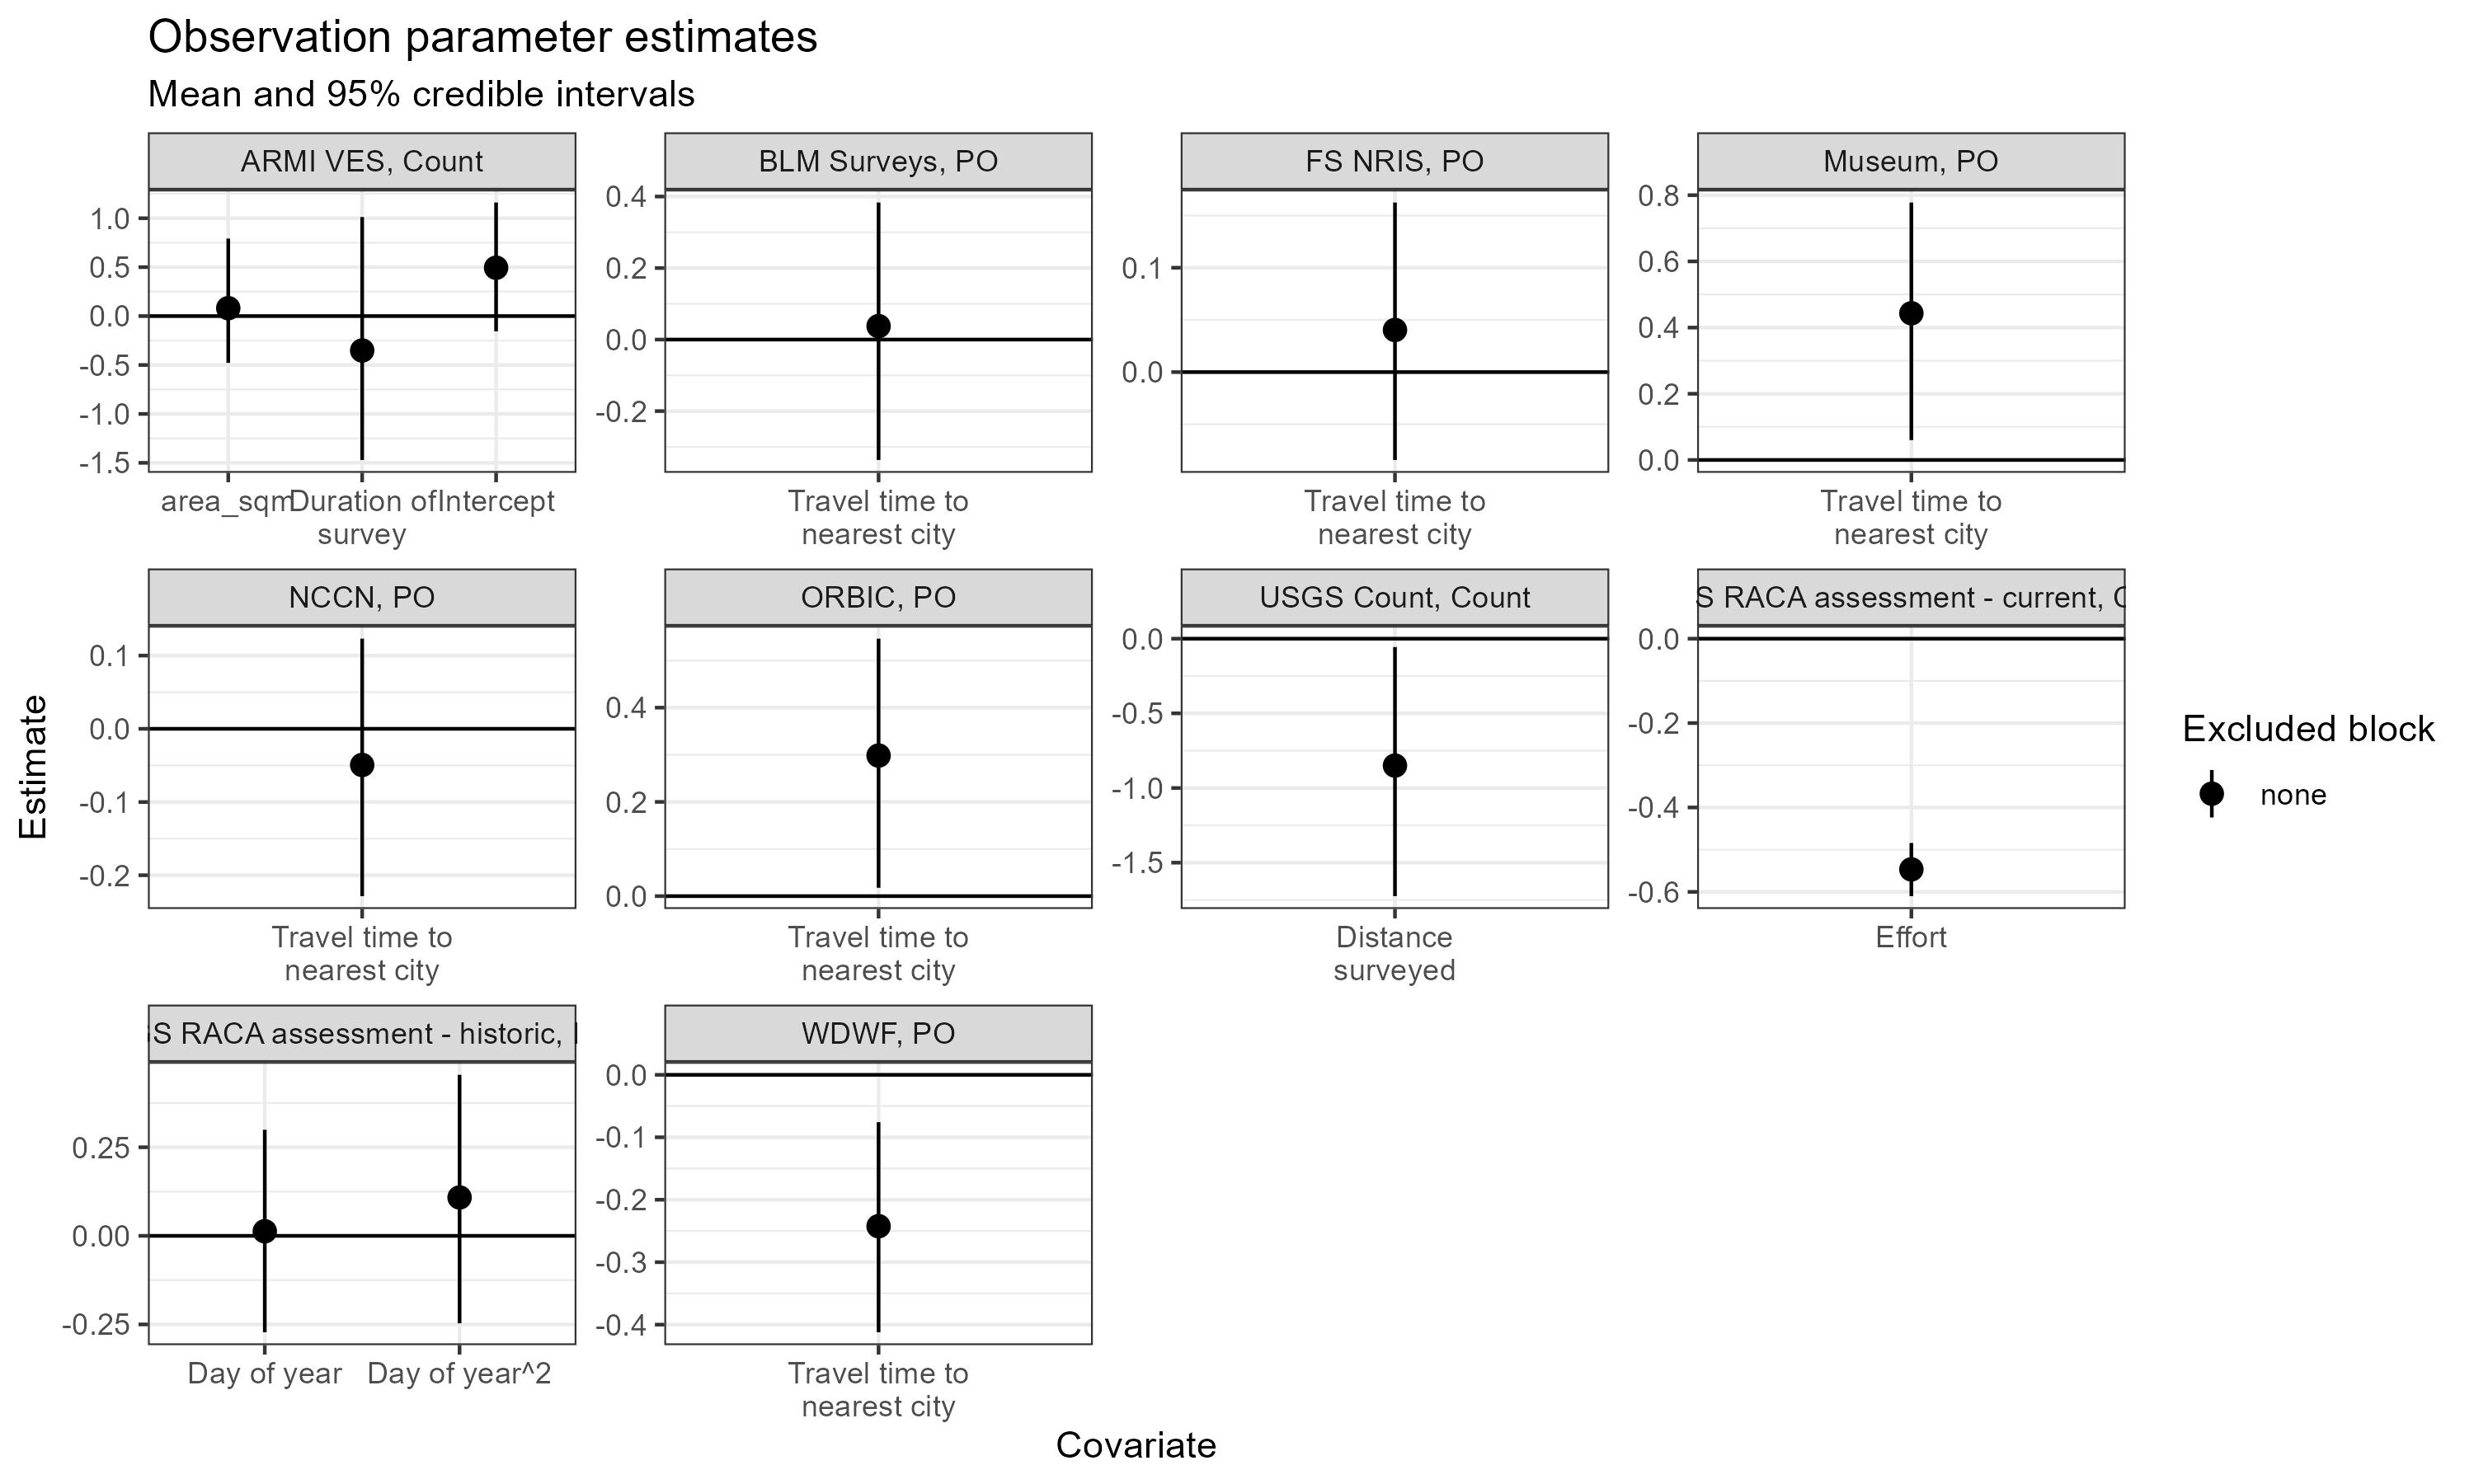 Observation parameter estimates
Mean and 95% credible intervals
ARMI VES, Count
BLM Surveys, PO
FS NRIS, PO
Museum, PO
1.0
0.5
0.0
-0.5
-1.0
-1.5
0.4
0.2
0.0
-0.2
0.1
0.0
0.8
0.6
0.4
0.2
0.0
area_sqm
Duration of
survey
Intercept
Travel time to
nearest city
Travel time to
nearest city
Travel time to
nearest city
NCCN, PO
ORBIC, PO
USGS Count, Count
S RACA assessment - current,
0.1
0.0
-0.1
-0.2
0.4
0.2
0.0
0.0
-0.5
-1.0
-1.5
0.0
-0.2
-0.4
-0.6
Travel time to
nearest city
Travel time to
nearest city
Distance
surveyed
Effort
S RACA assessment - historic,
WDWF, PO
0.25
0.00
-0.25
0.0
-0.1
-0.2
-0.3
-0.4
Day of year
Day of year^2
Travel time to
nearest city
Estimate
Covariate
Excluded block
none